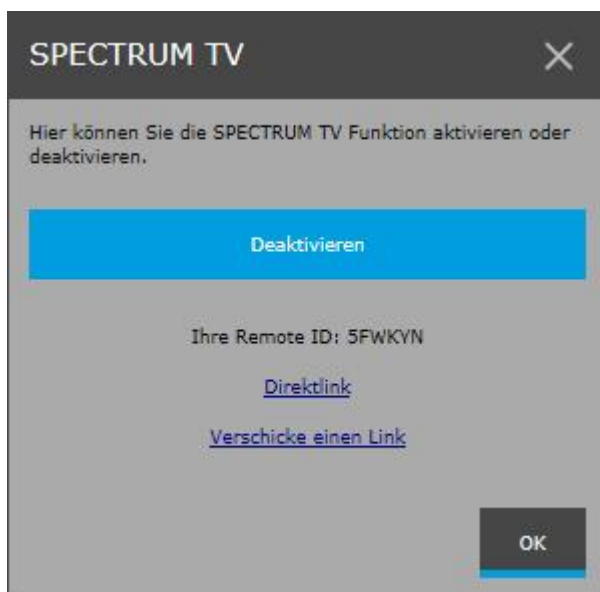 SPECTRUM TV
Hier können Sie die SPECTRUM TV Funktion aktivieren oder
deaktivieren.
Deaktivieren
Ihre Remote ID: 5FWKYN
Direktlink
Verschicke einen Link
OK